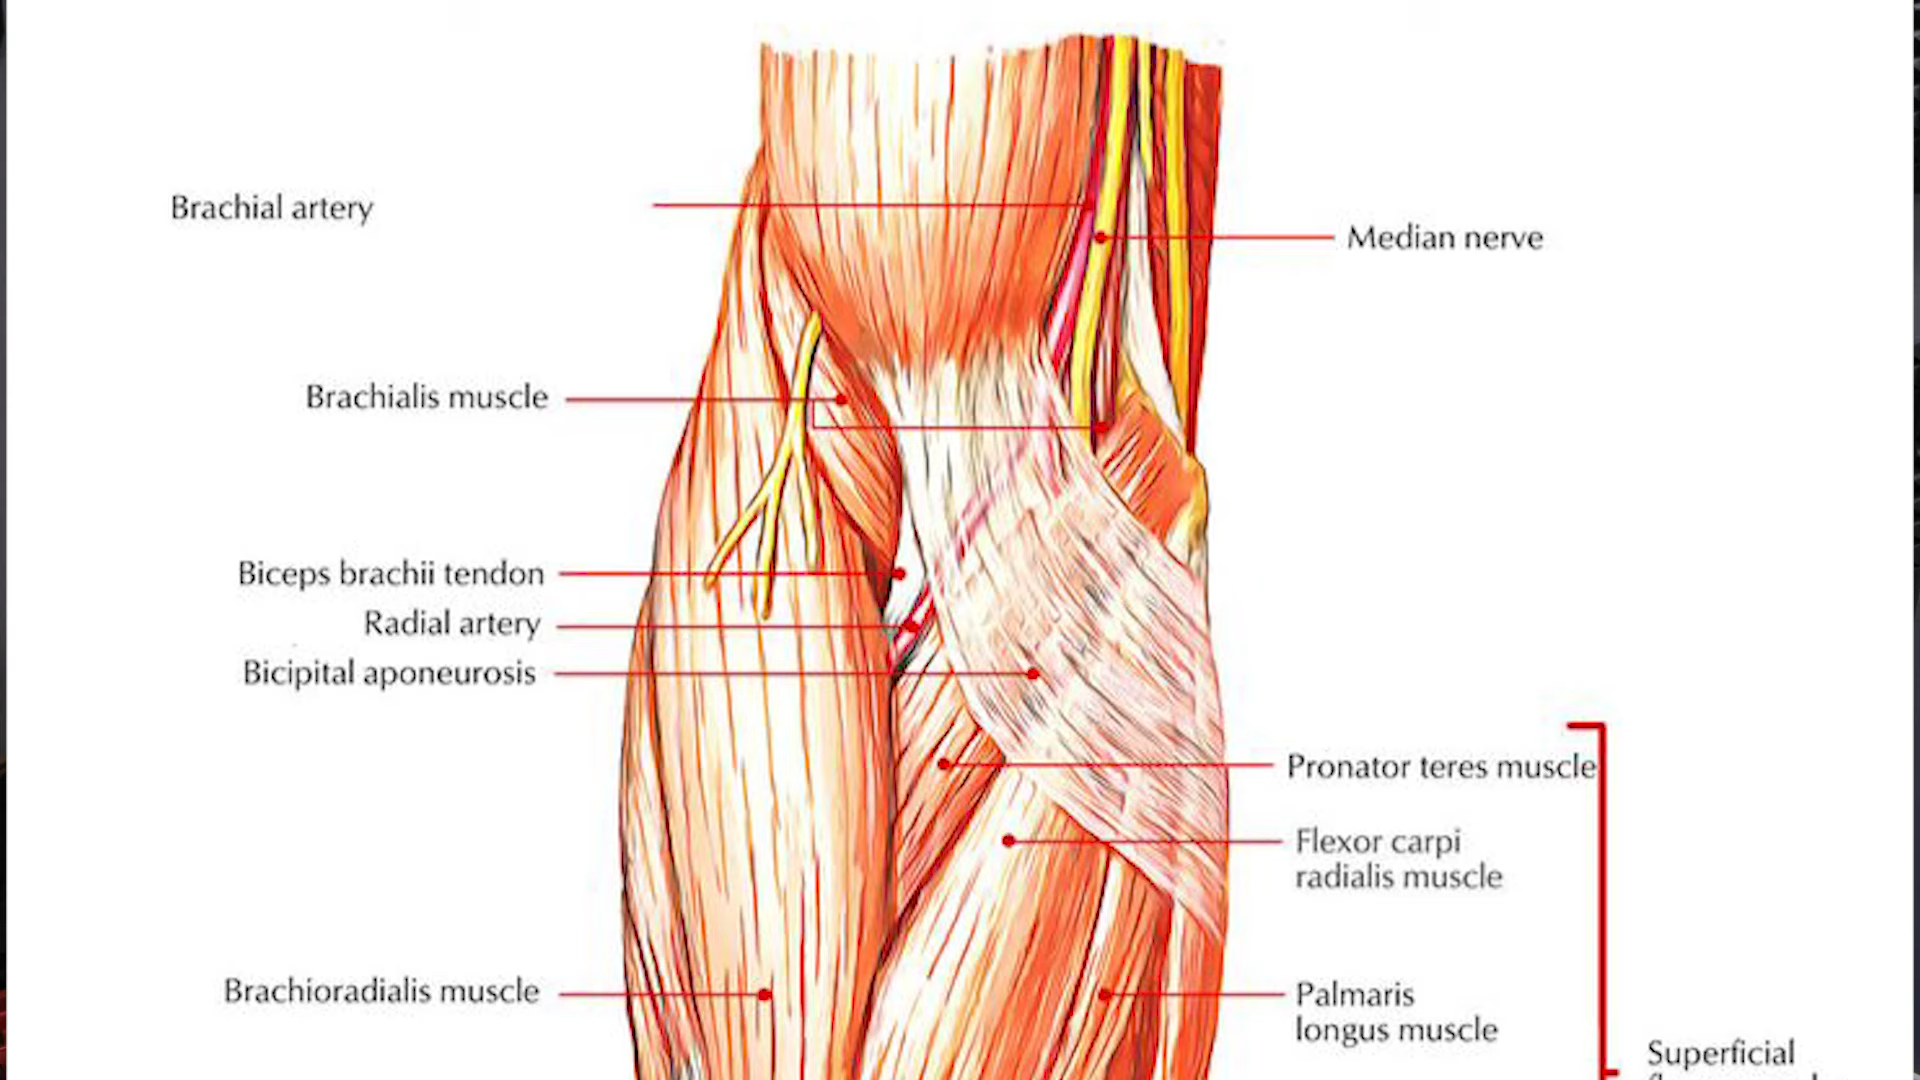 Brachial artery
Median nerve
Brachialis muscle
Biceps brachii tendon
Radial artery
Bicipital aponeurosis
Pronator teres muscle
Flexor carpi
radialis muscle
Brachioradialis muscle
Palmaris
longus muscle
Superficial